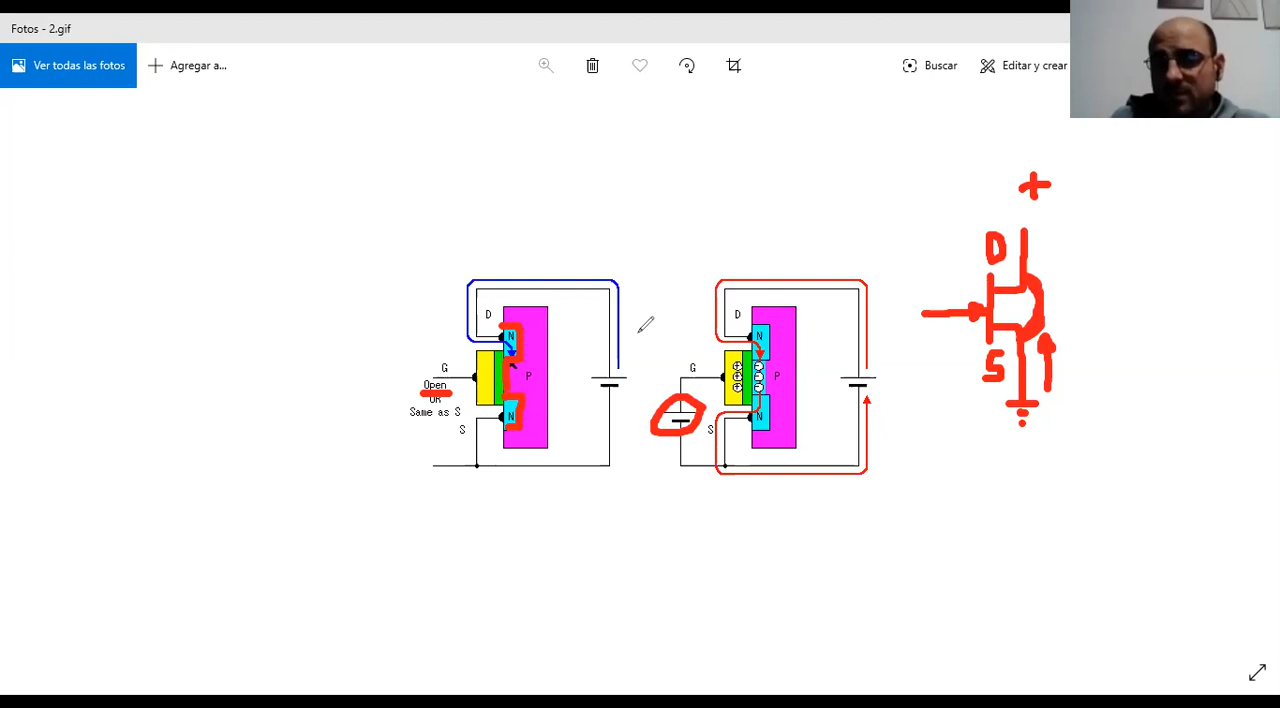 Fotos - 2.gif
Ver todas las fotos
Agregar a...
Buscar
Editar y crear
D
N
G
P
Open
OR
Same as S
N
S
D
N
G
P
S
N
+
D
S